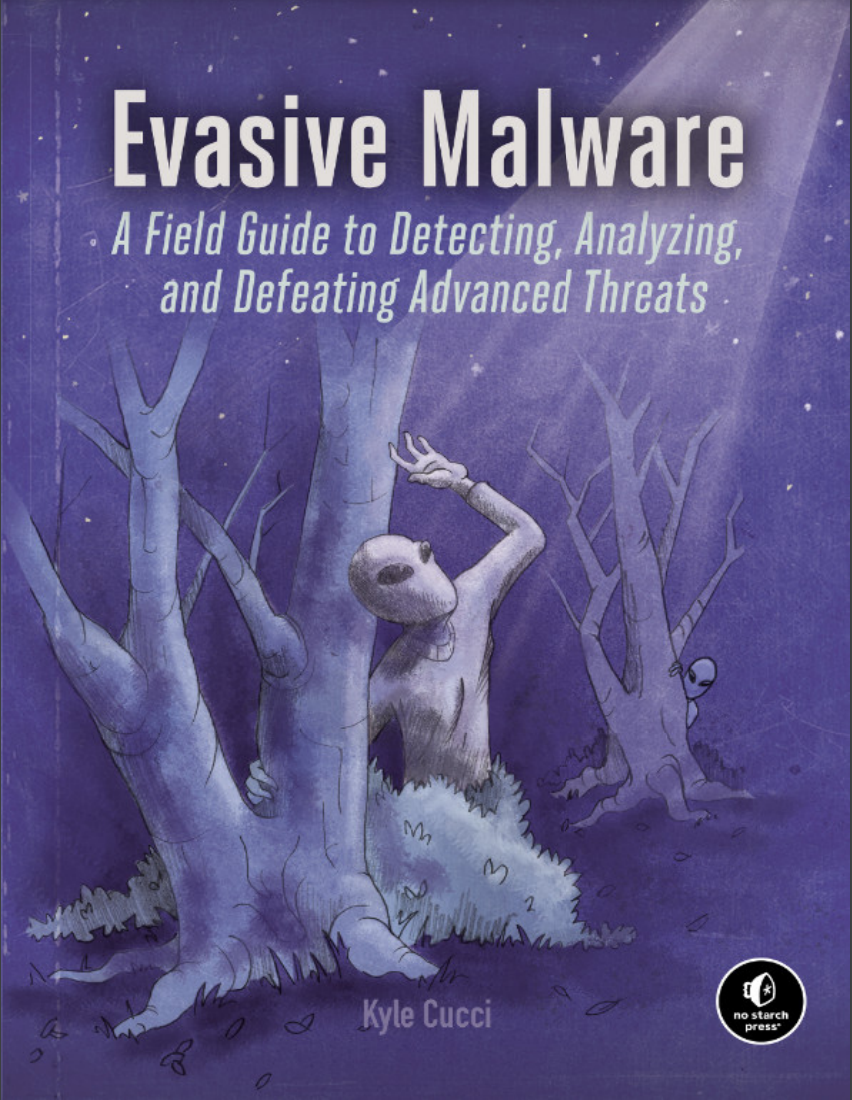 Evasive Malware
A Field Guide to Detecting, Analyzing,
and Defeating Advanced Threats
Kyle Cucci
no starch
press®